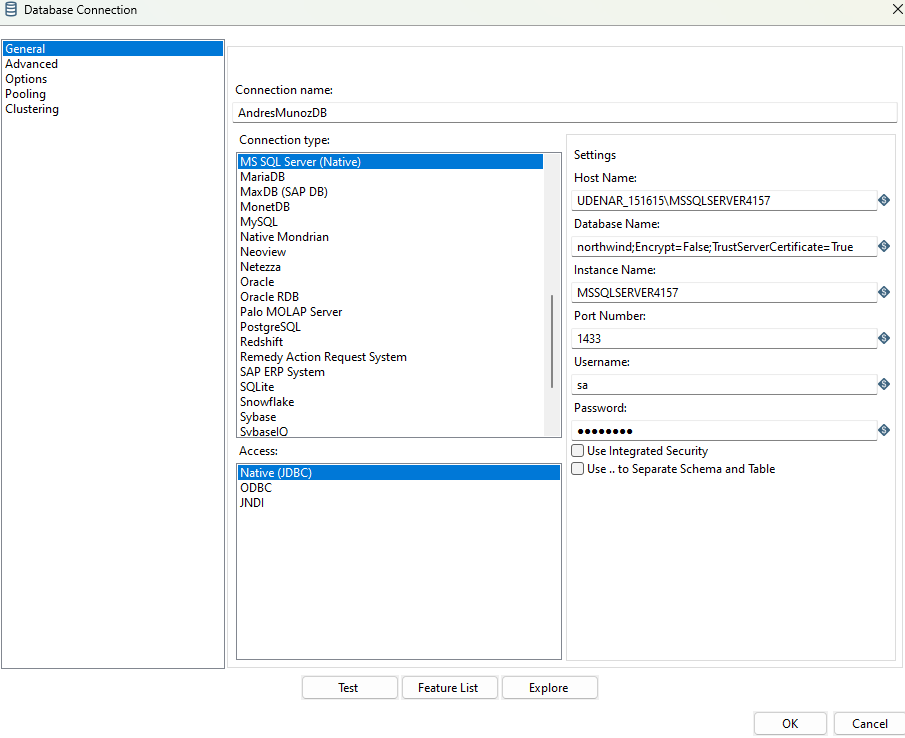 Database Connection
General
Advanced
Options
Pooling
Clustering
Connection name:
AndresMunozDB
Connection type:
MS SQL Server (Native)
MariaDB
MaxDB (SAP DB)
MonetDB
MySQL
Native Mondrian
Neoview
Netezza
Oracle
Oracle RDB
Palo MOLAP Server
PostgreSQL
Redshift
Remedy Action Request System
SAP ERP System
SQLite
Snowflake
Sybase
SybaseIQ
Access:
Native (JDBC)
ODBC
JNDI
Settings
Host Name:
UDENAR_151615\MSSQLSERVER4157
Database Name:
northwind;Encrypt=False;TrustServerCertificate=True
Instance Name:
MSSQLSERVER4157
Port Number:
1433
Username:
sa
Password:
●●●●●●●●
Use Integrated Security
Use .. to Separate Schema and Table
Test
Feature List
Explore
OK
Cancel